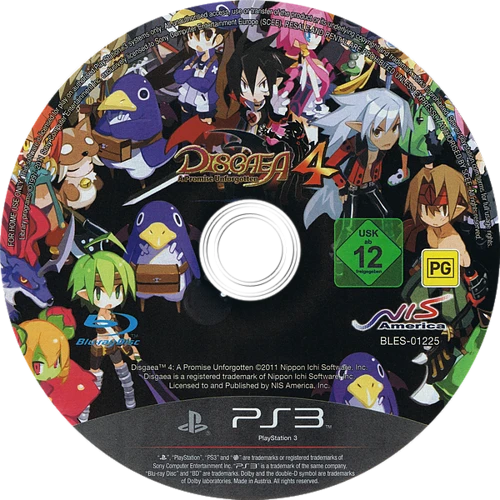 DISGAEA 4
A Promise Unforgotten
USK
ab
12
freigegeben
PG
NIS
America
BLES-01225
Blu-ray Disc
Disgaea™ 4: A Promise Unforgotten ©2011 Nippon Ichi Software, Inc.
Disgaea is a registered trademark of Nippon Ichi Software Inc.
Licensed to and Published by NIS America, Inc.
PS3
PlayStation 3
", "PlayStation", "PS3" and " " are trademarks or registered trademarks of
Sony Computer Entertainment Inc. "PS3" is a trademark of the same company.
"Blu-ray Disc" and "BD" are trademarks. Dolby and the double-D symbol are trademarks
of Dolby laboratories. Made in Austria. All rights reserved.